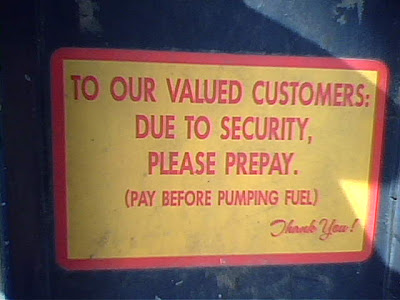 TO OUR VALUED CUSTOMERS:
DUE TO SECURITY,
PLEASE PREPAY.
(PAY BEFORE PUMPING FUEL)
Thank You!